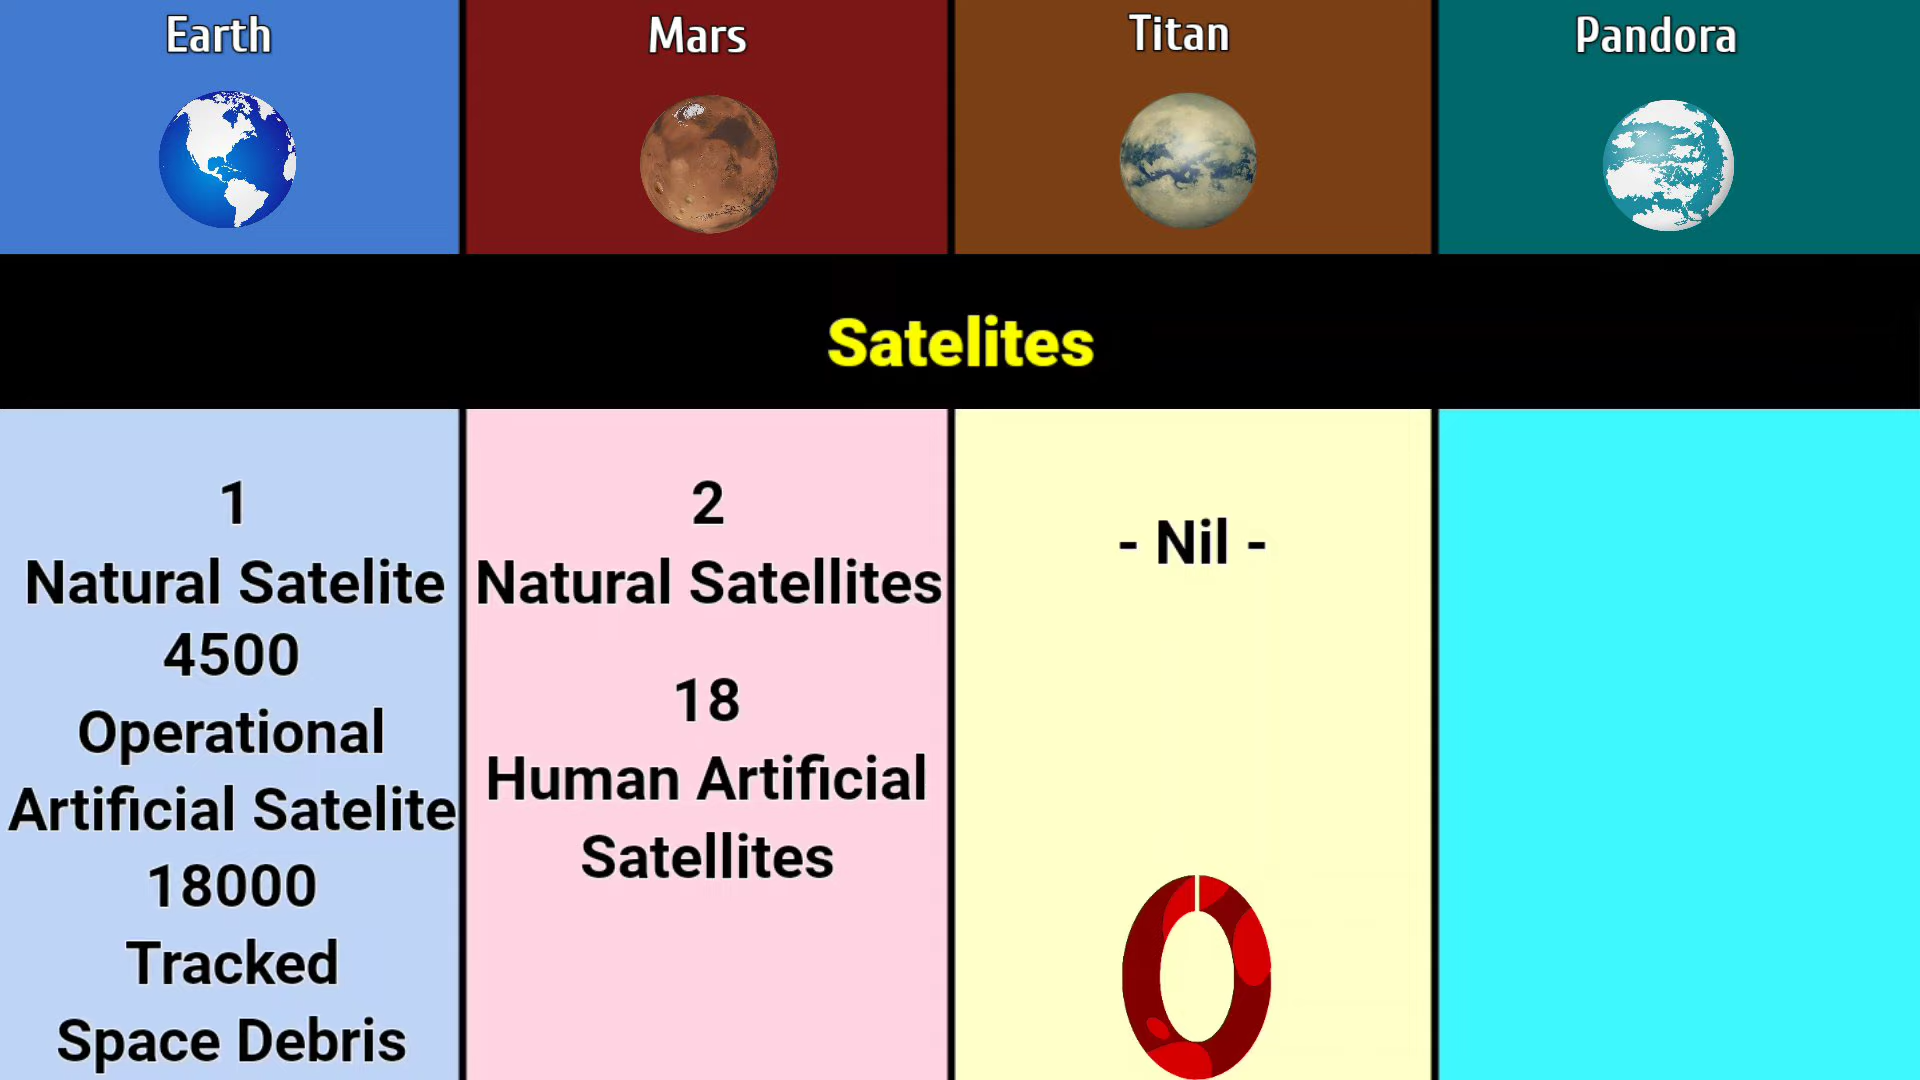 Earth
Mars
Titan
Pandora
Satelites
1
Natural Satelite
4500
Operational
Artificial Satelite
18000
Tracked
Space Debris
2
Natural Satellites
18
Human Artificial
Satellites
- Nil -
0